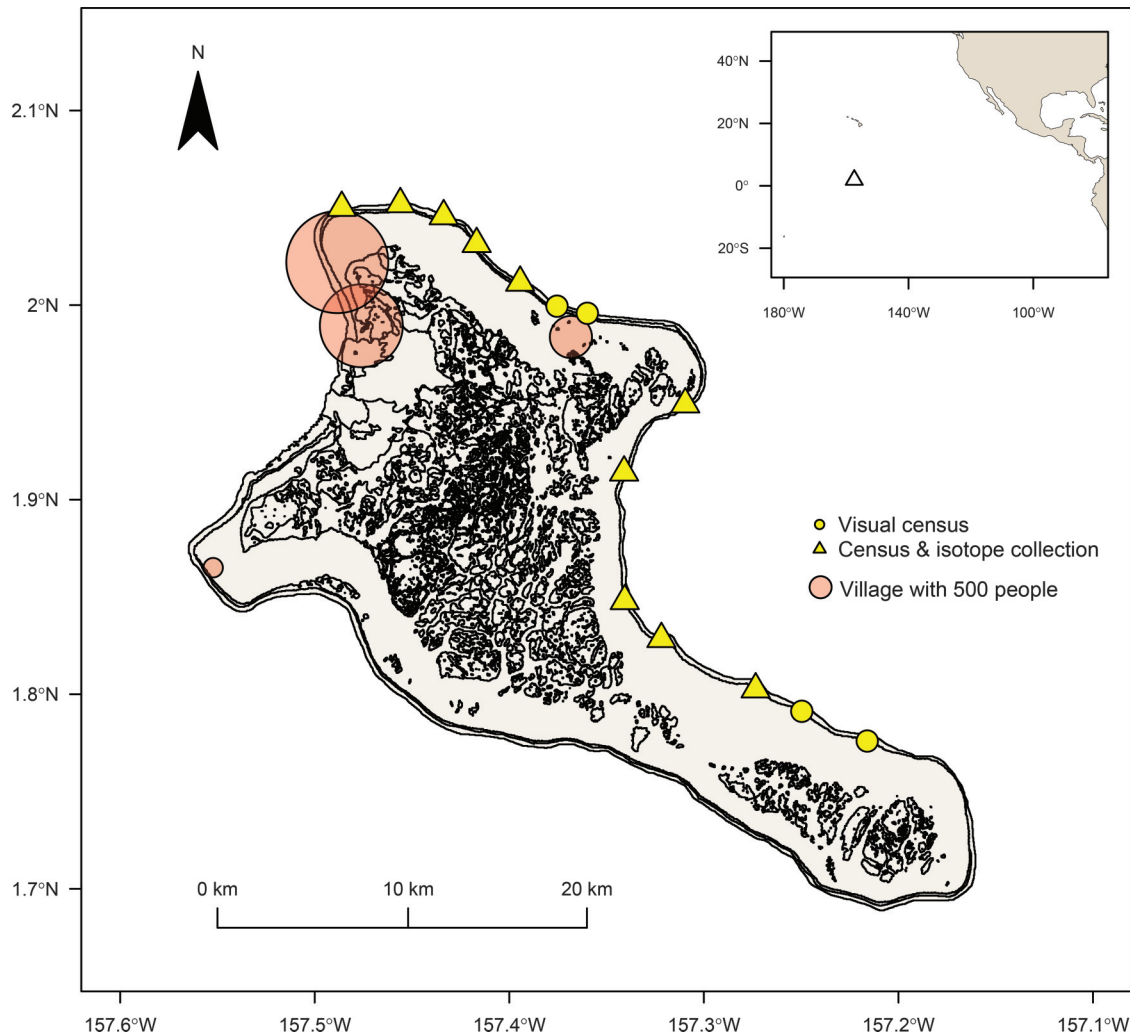 N
40°N
20°N
0°
20°S
180°W
140°W
100°W
2.1°N
2°N
1.9°N
1.8°N
1.7°N
Visual census
Census & isotope collection
Village with 500 people
0 km
10 km
20 km
157.6°W
157.5°W
157.4°W
157.3°W
157.2°W
157.1°W